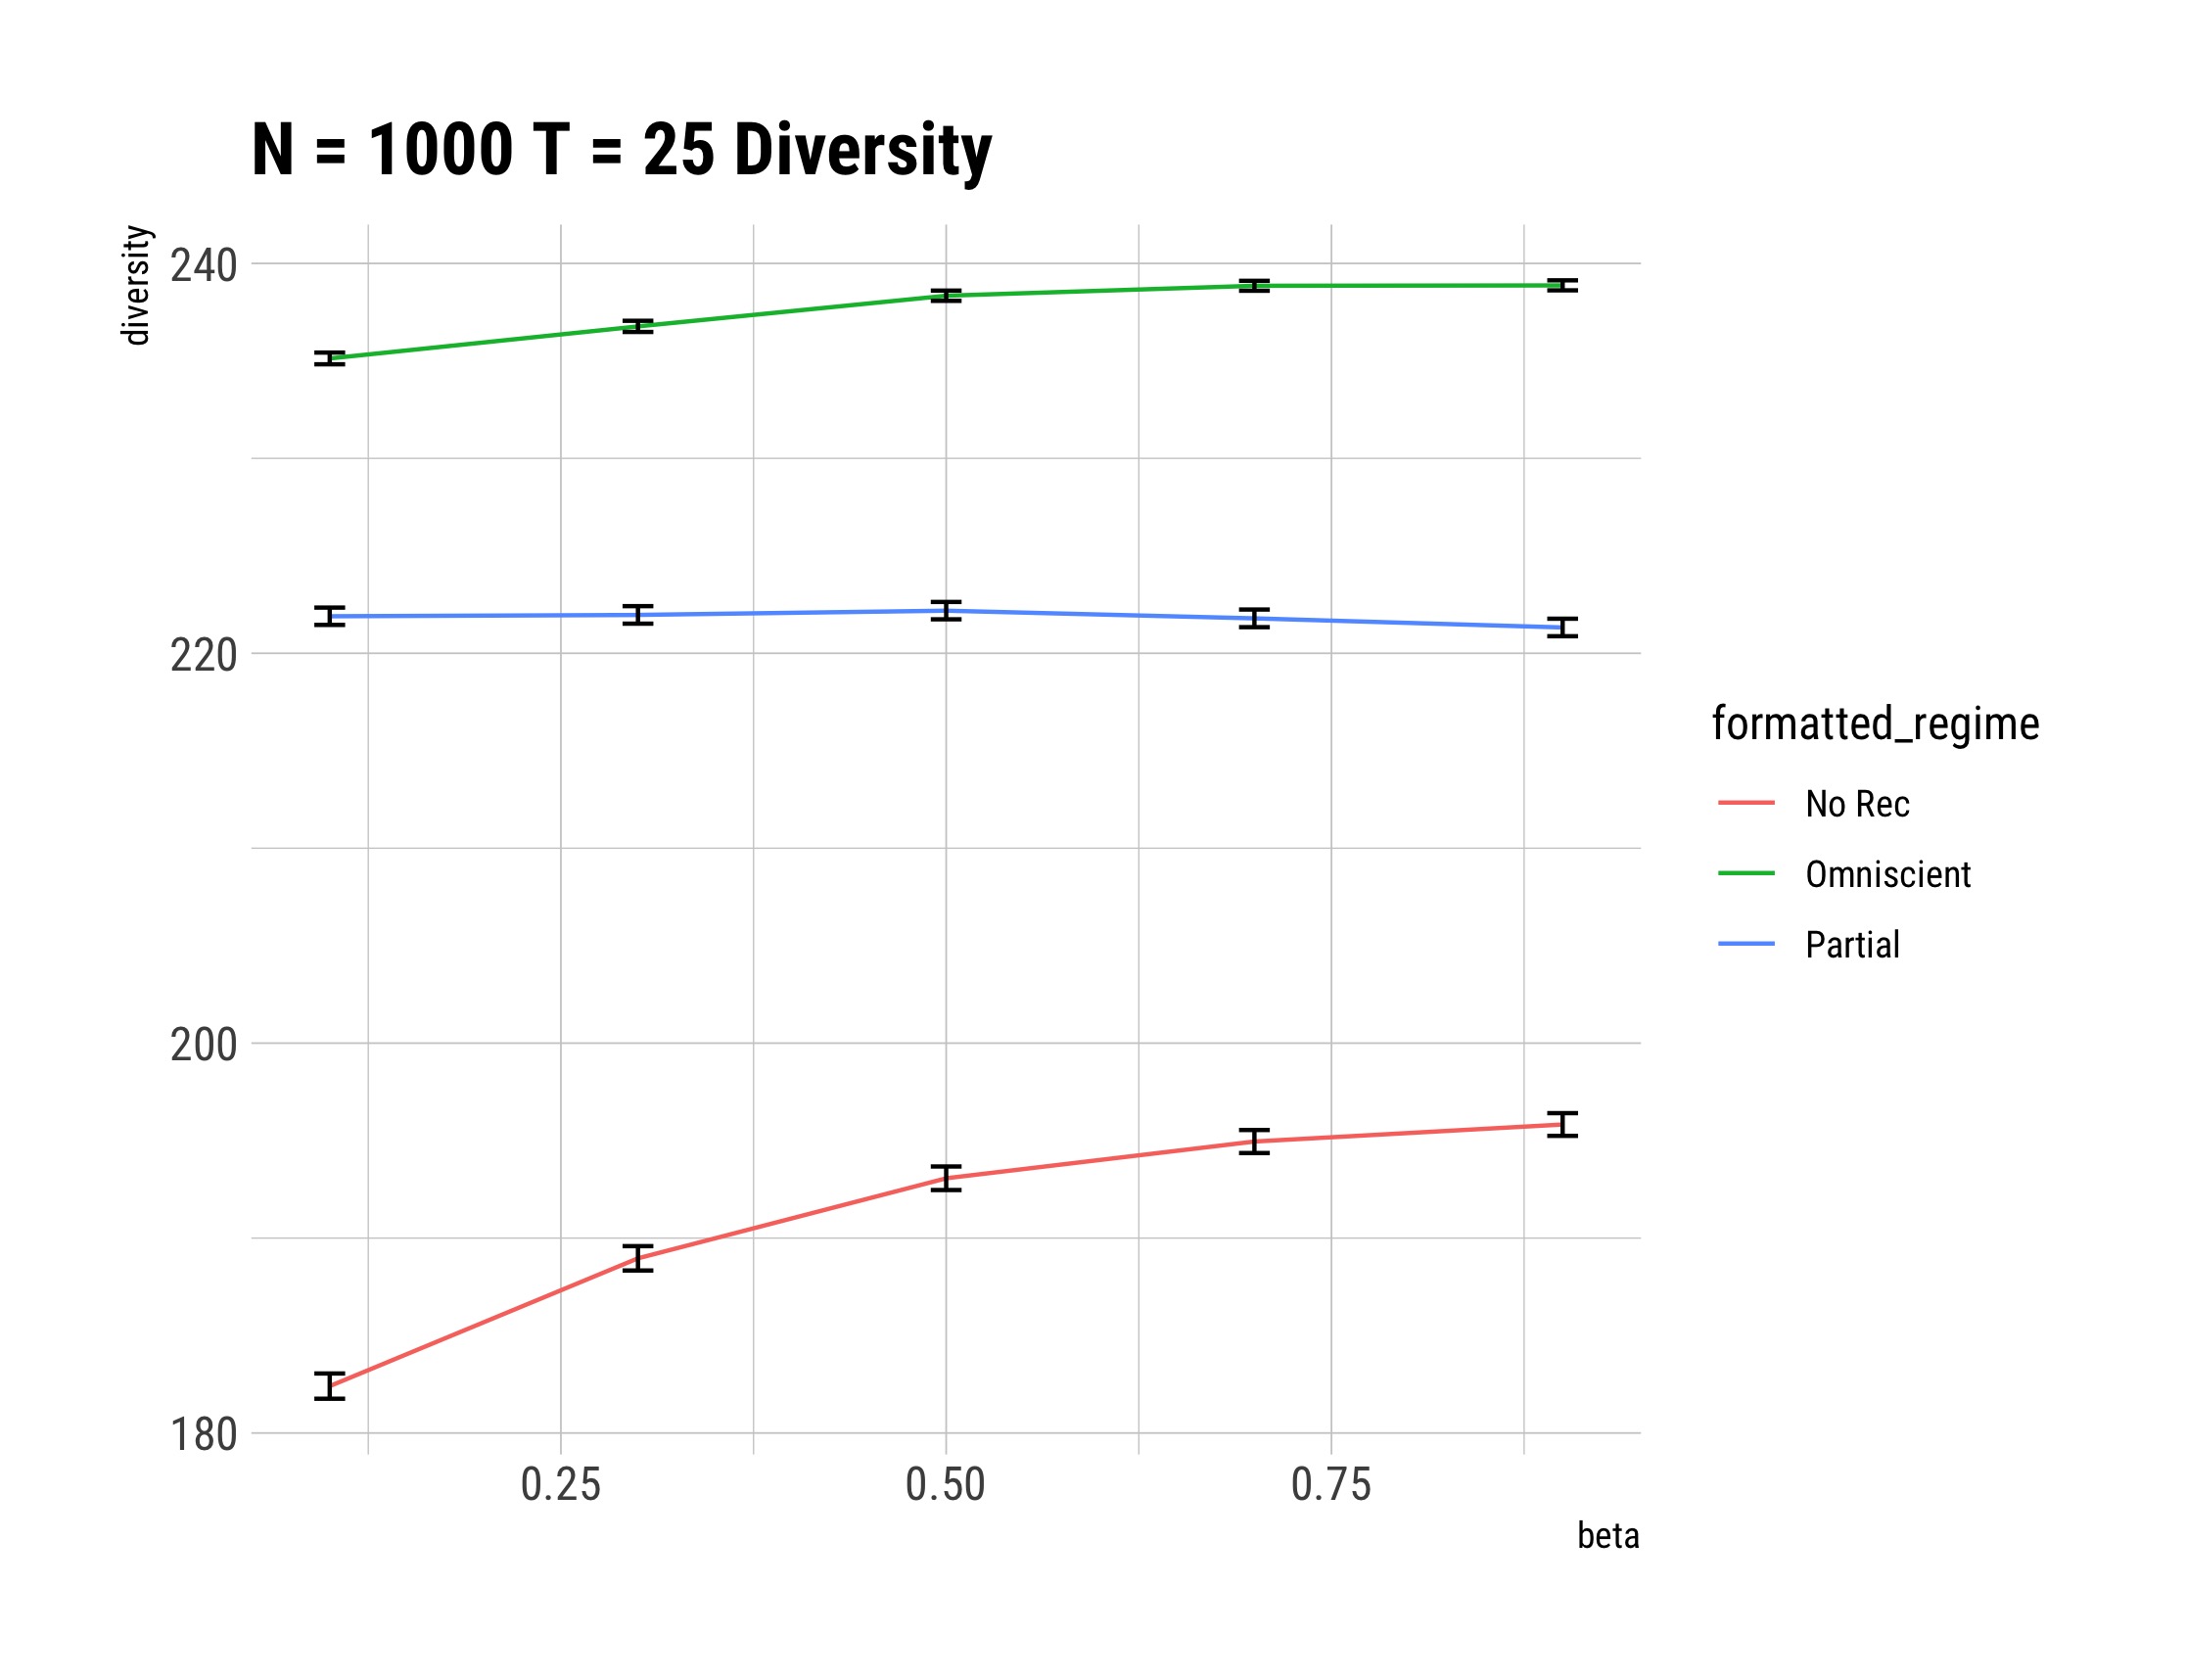 N = 1000 T = 25 Diversity
diversity
240
220
200
180
0.25
0.50
0.75
beta
formatted_regime
No Rec
Omniscient
Partial